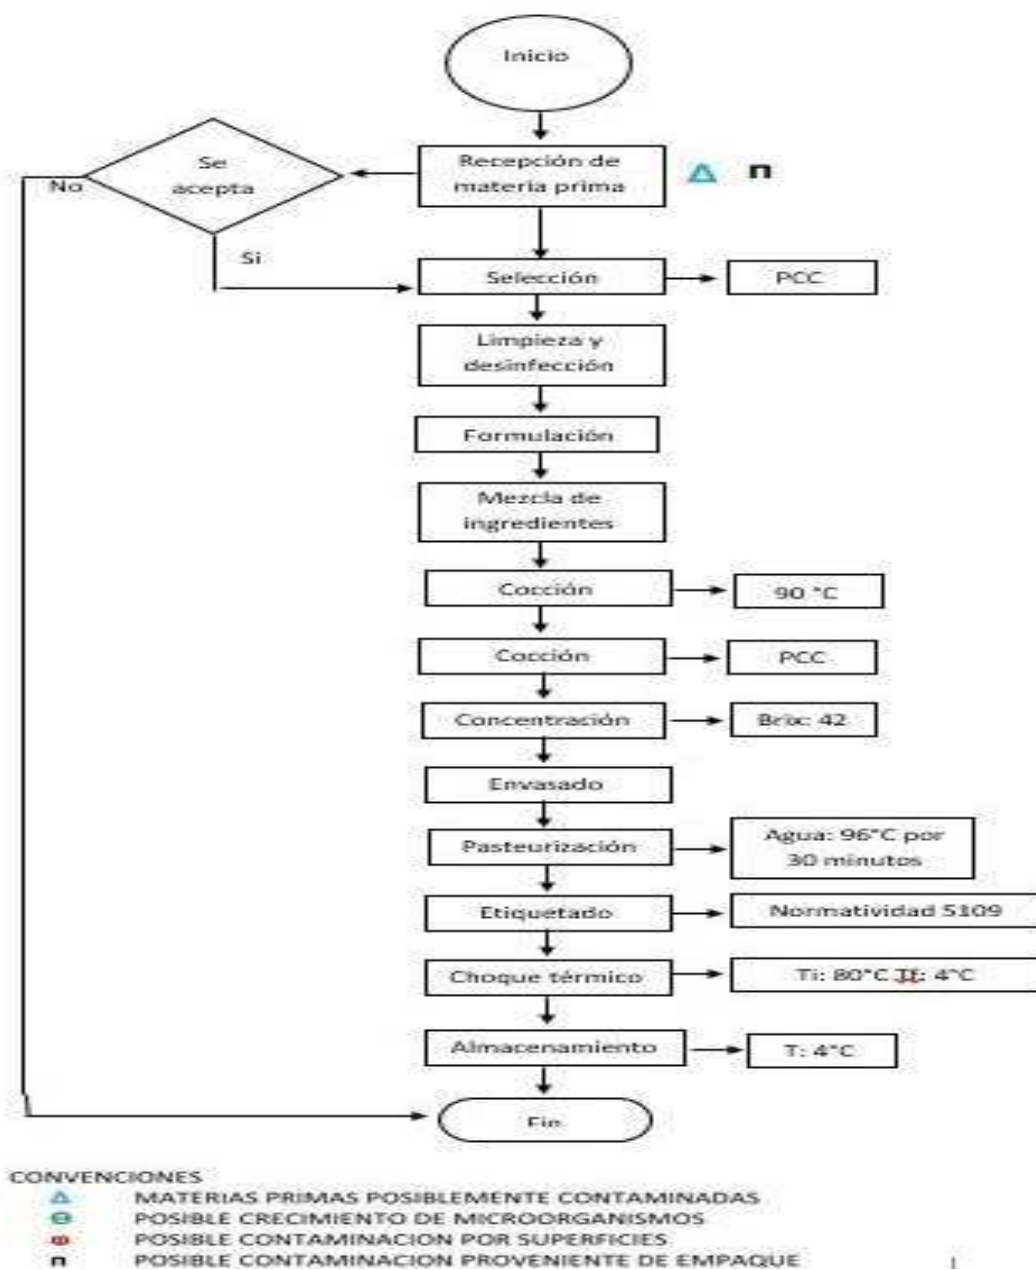 Inicio
Recepción de
materia prima
Se
acepta
No
Si
Selección
PCC
Limpieza y
desinfección
Formulación
Mezcla de
ingredientes
Cocción
90 °C
Cocción
PCC
Concentración
Brix: 42
Envasado
Pasteurización
Agua: 96°C por
30 minutos
Etiquetado
Normatividad 5109
Choque térmico
Ti: 80°C Tf: 4°C
Almacenamiento
T: 4°C
Fin
CONVENCIONES
MATERIAS PRIMAS POSIBLEMENTE CONTAMINADAS
POSIBLE CRECIMIENTO DE MICROORGANISMOS
POSIBLE CONTAMINACION POR SUPERFICIES
POSIBLE CONTAMINACION PROVENIENTE DE EMPAQUE